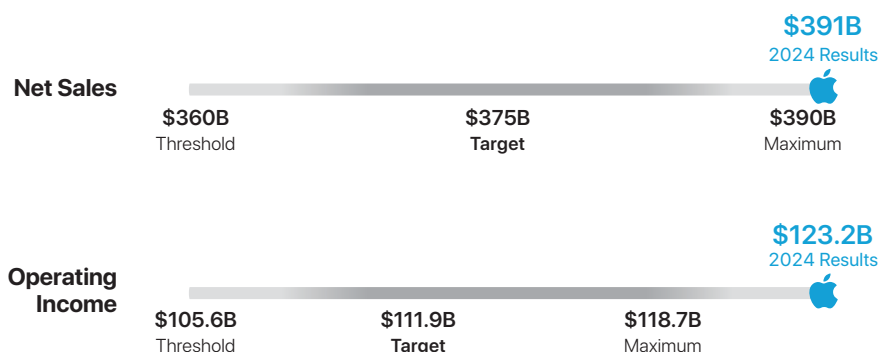 $391B
2024 Results
Net Sales
$360B $375B $390B
Threshold Target Maximum
$123.2B
2024 Results
Operating
Income
$105.6B $111.9B $118.7B
Threshold Target Maximum